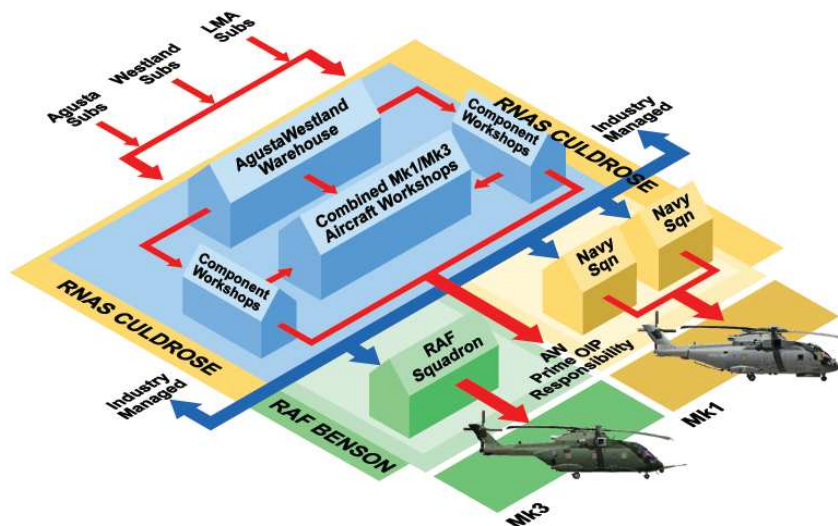 LMA
Subs
Westland
Subs
Agusta
Subs
RNAS CULDROSE
Industry
Managed
AgustaWestland
Warehouse
Component
Workshops
Combined Mk1/Mk3
Aircraft Workshops
Component
Workshops
Navy
Sqn
Navy
Sqn
RNAS CULDROSE
Industry
Managed
RAF
Squadron
AW
Prime OIP
Responsibility
RAF BENSON
Mk1
Mk3